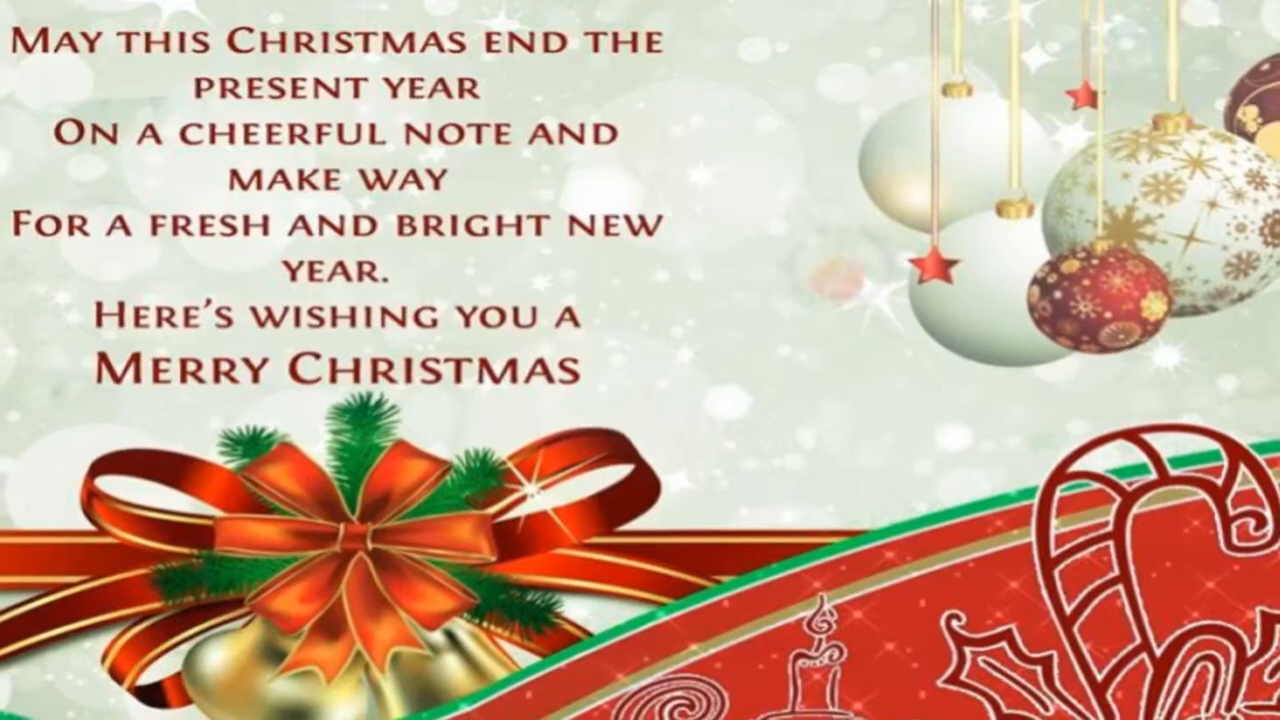 May this Christmas end the
present year
On a cheerful note and
make way
For a fresh and bright new
year.
Here's wishing you a
Merry Christmas